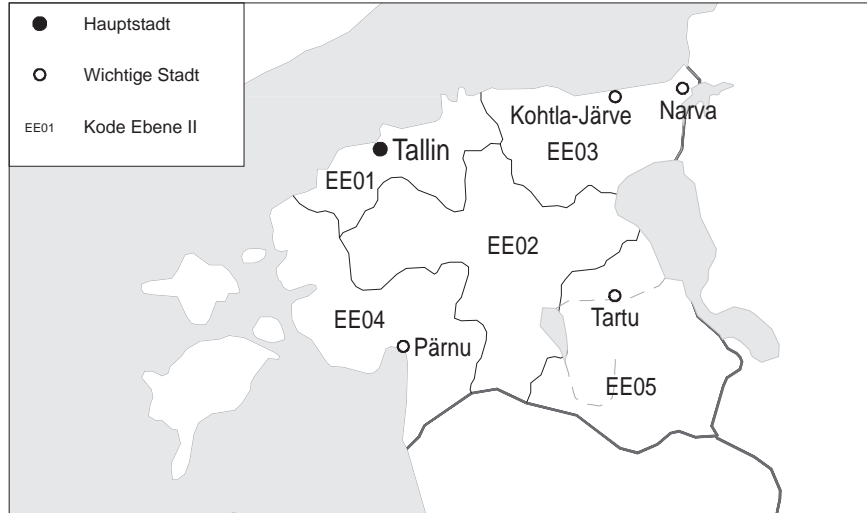 Hauptstadt
Wichtige Stadt
EE01 Kode Ebene II
Kohtla-Järve
Narva
EE03
Tallin
EE01
EE02
Tartu
EE04
Pärnu
EE05